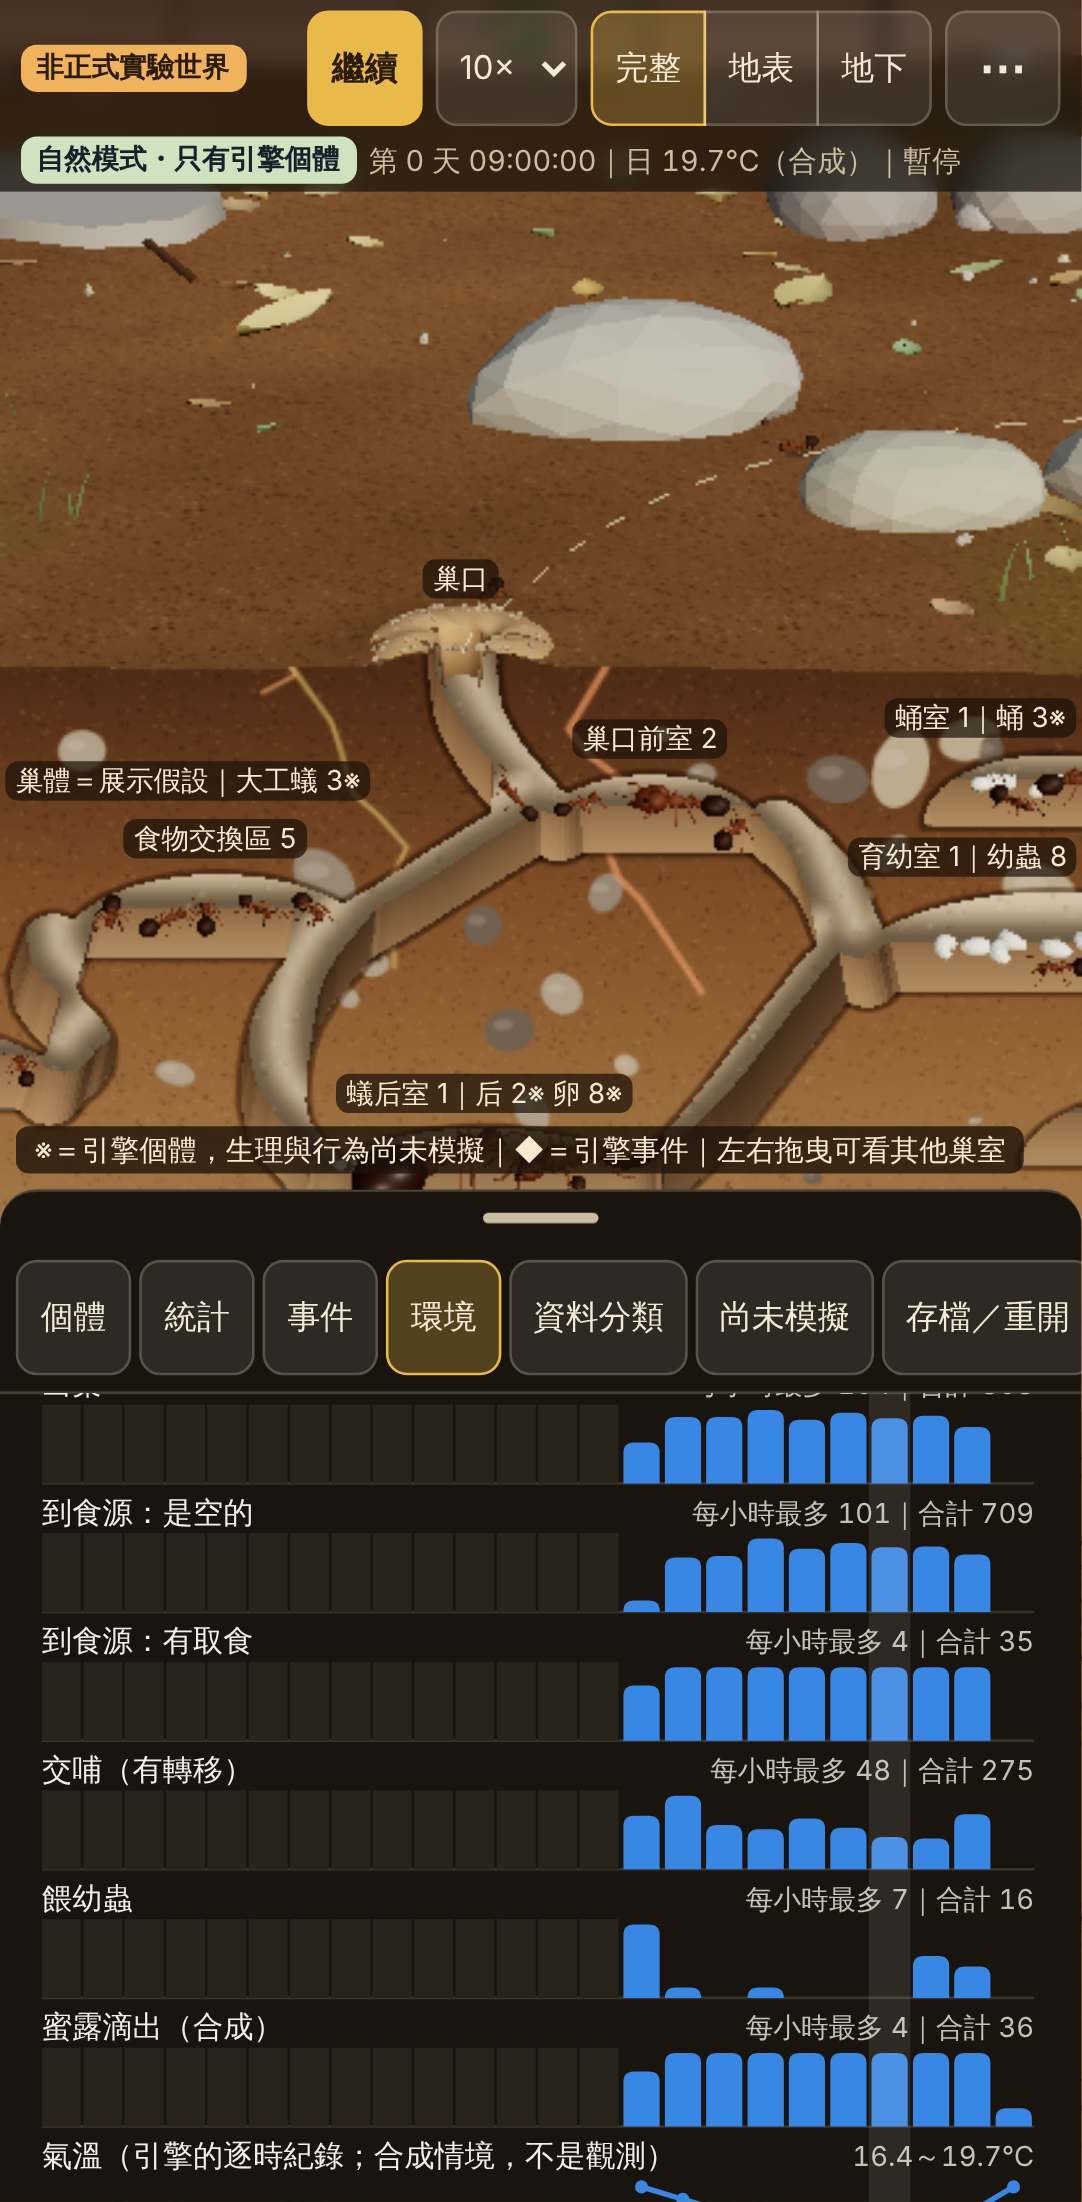 非正式實驗世界
繼續
10×
完整
地表
地下
⋯
自然模式・只有引擎個體
第 0 天 09:00:00｜日 19.7°C（合成）｜暫停
巢口
蛹室 1｜蛹 3※
巢口前室 2
巢體＝展示假設｜大工蟻 3※
食物交換區 5
育幼室 1｜幼蟲 8
蟻后室 1｜后 2※ 卵 8※
※＝引擎個體，生理與行為尚未模擬｜◆＝引擎事件｜左右拖曳可看其他巢室
個體
統計
事件
環境
資料分類
尚未模擬
存檔／重開
到食源：是空的
每小時最多 101｜合計 709
到食源：有取食
每小時最多 4｜合計 35
交哺（有轉移）
每小時最多 48｜合計 275
餵幼蟲
每小時最多 7｜合計 16
蜜露滴出（合成）
每小時最多 4｜合計 36
氣溫（引擎的逐時紀錄；合成情境，不是觀測）
16.4～19.7°C